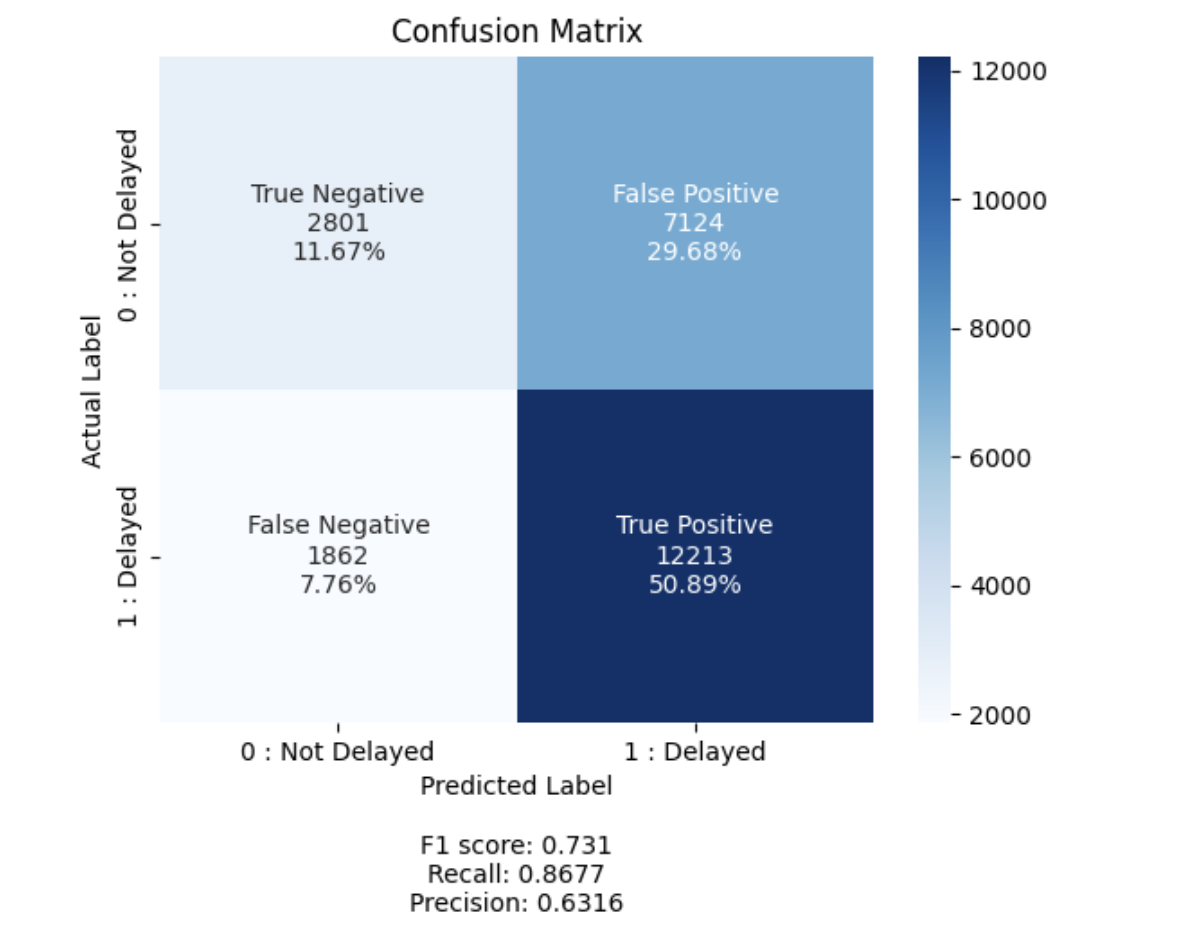 Confusion Matrix
True Negative
2801
11.67%
False Positive
7124
29.68%
False Negative
1862
7.76%
True Positive
12213
50.89%
Actual Label
0 : Not Delayed
1 : Delayed
0 : Not Delayed
1 : Delayed
Predicted Label
12000
10000
8000
6000
4000
2000
F1 score: 0.731
Recall: 0.8677
Precision: 0.6316